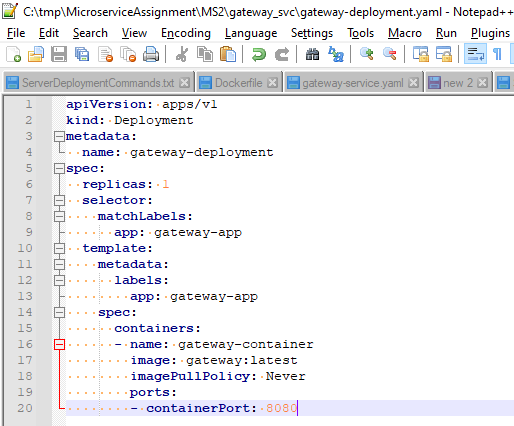 C:\tmp\MicroserviceAssignment\MS2\gateway_svc\gateway-deployment.yaml - Notepad++
File Edit Search View Encoding Language Settings Tools Macro Run Plugins
ServerDeploymentCommands.txt Dockerfile gateway-service.yaml new 2
1 apiVersion: apps/v1
2 kind: Deployment
3 metadata:
4   name: gateway-deployment
5 spec:
6   replicas: 1
7   selector:
8     matchLabels:
9       app: gateway-app
10   template:
11     metadata:
12       labels:
13         app: gateway-app
14     spec:
15       containers:
16       - name: gateway-container
17         image: gateway:latest
18         imagePullPolicy: Never
19         ports:
20         - containerPort: 8080